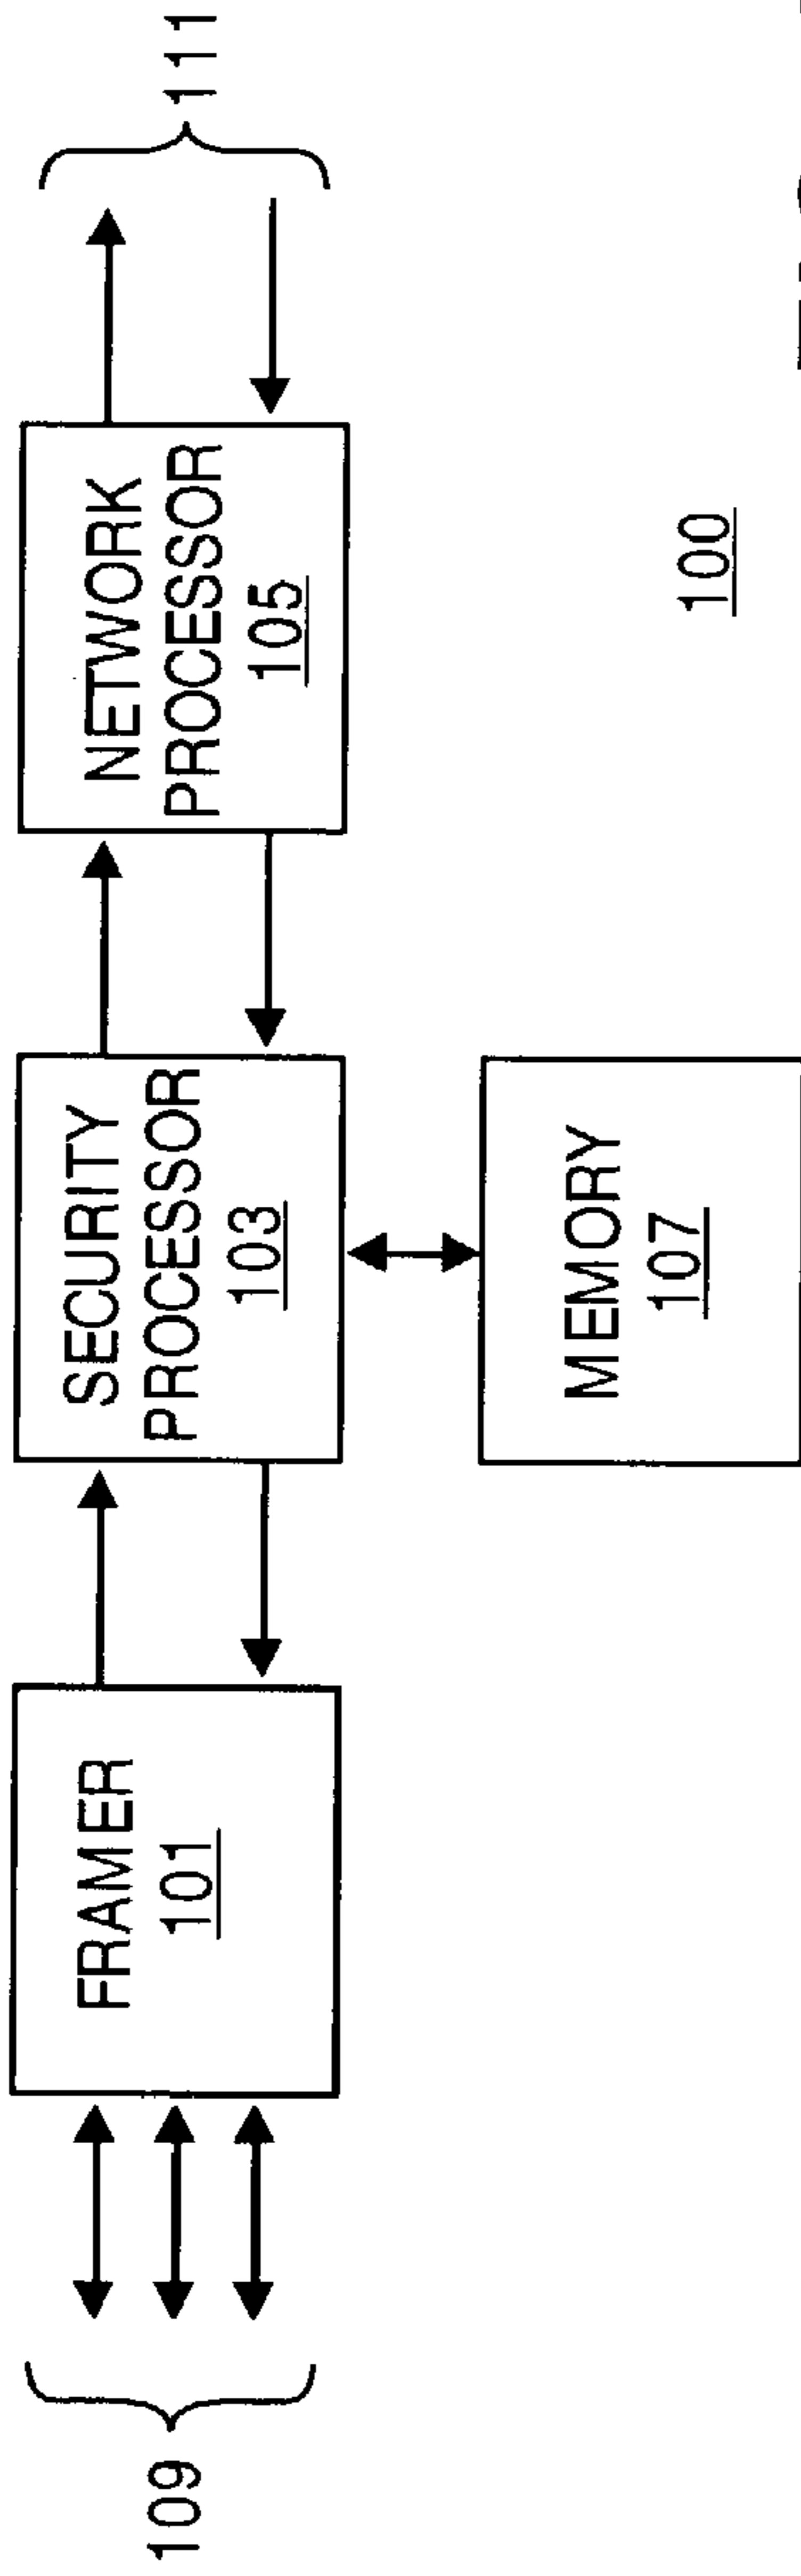 109
FRAMER
101
SECURITY
PROCESSOR
103
NETWORK
PROCESSOR
105
111
MEMORY
107
100